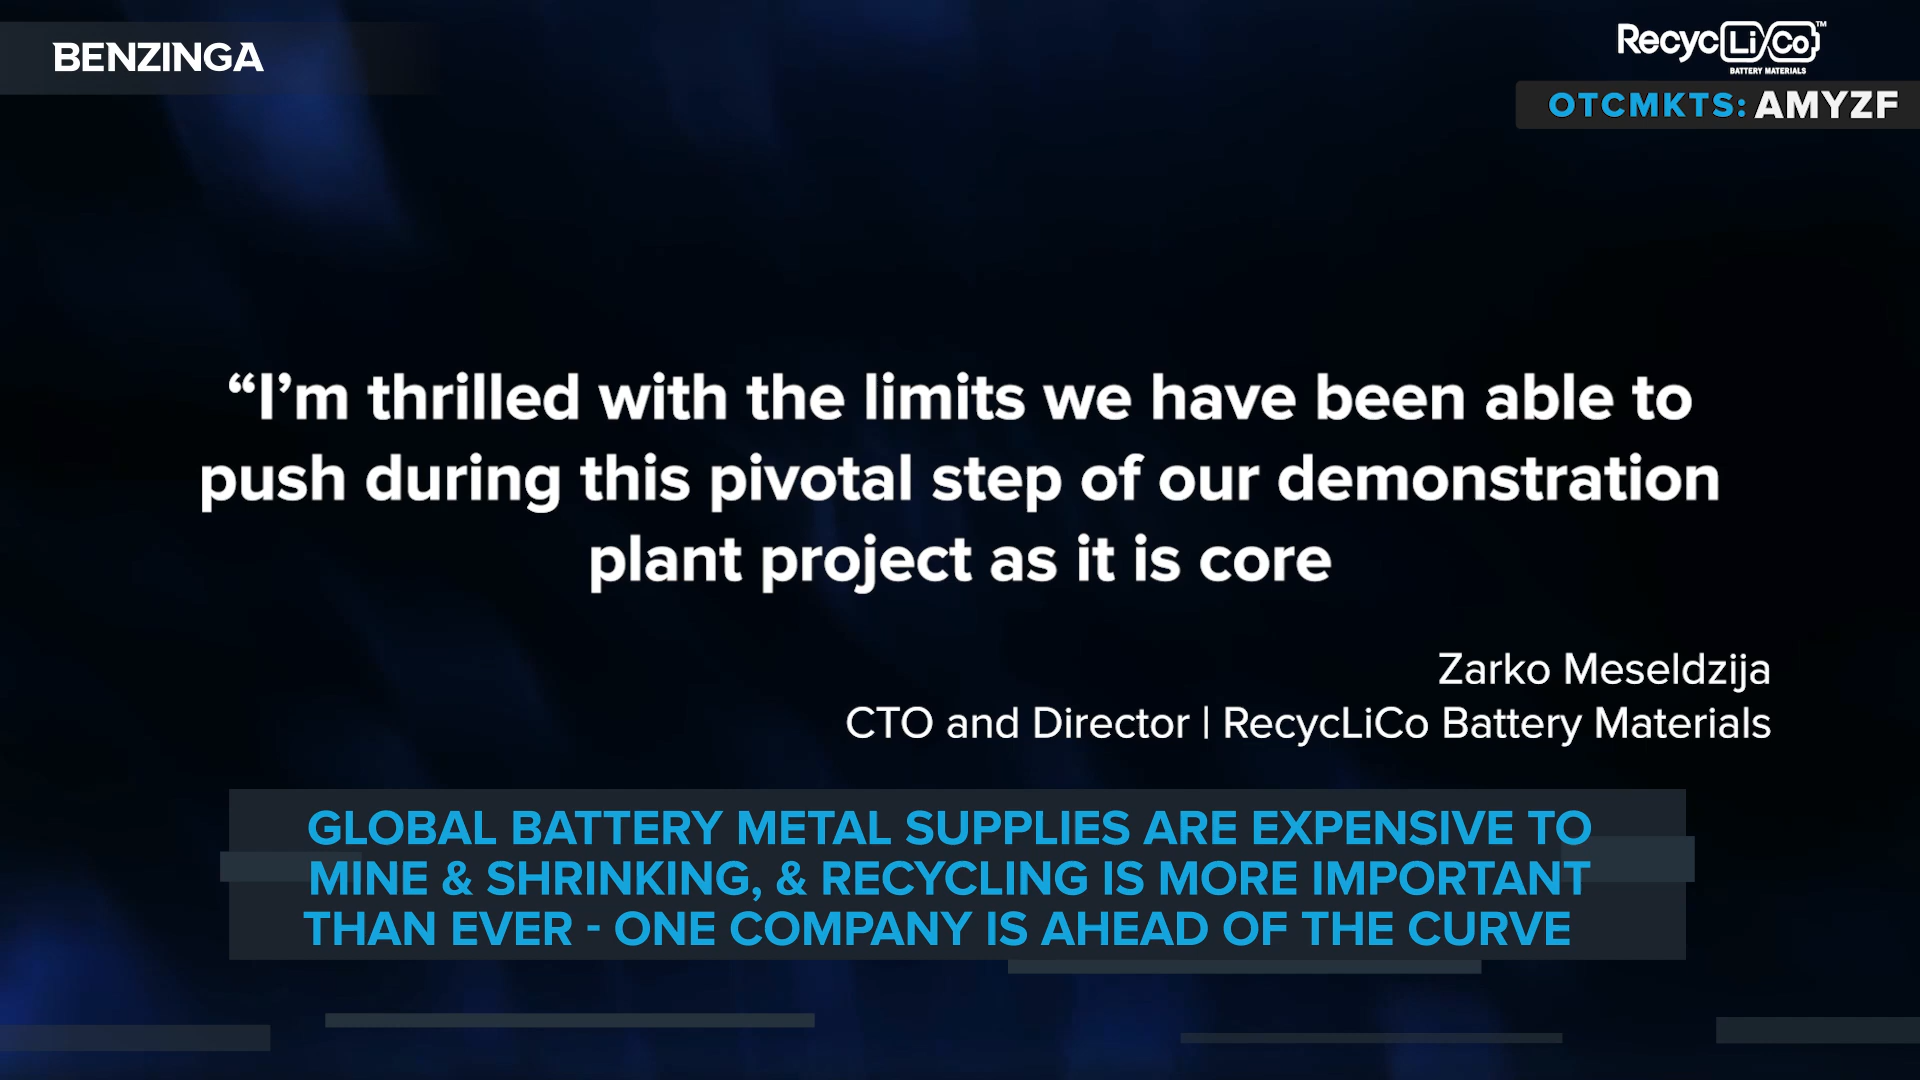 BENZINGA
RecycLi/Co™
BATTERY MATERIALS
OTCMKTS: AMYZF
“I’m thrilled with the limits we have been able to
push during this pivotal step of our demonstration
plant project as it is core
Zarko Meseldzija
CTO and Director | RecycLiCo Battery Materials
GLOBAL BATTERY METAL SUPPLIES ARE EXPENSIVE TO
MINE & SHRINKING, & RECYCLING IS MORE IMPORTANT
THAN EVER - ONE COMPANY IS AHEAD OF THE CURVE